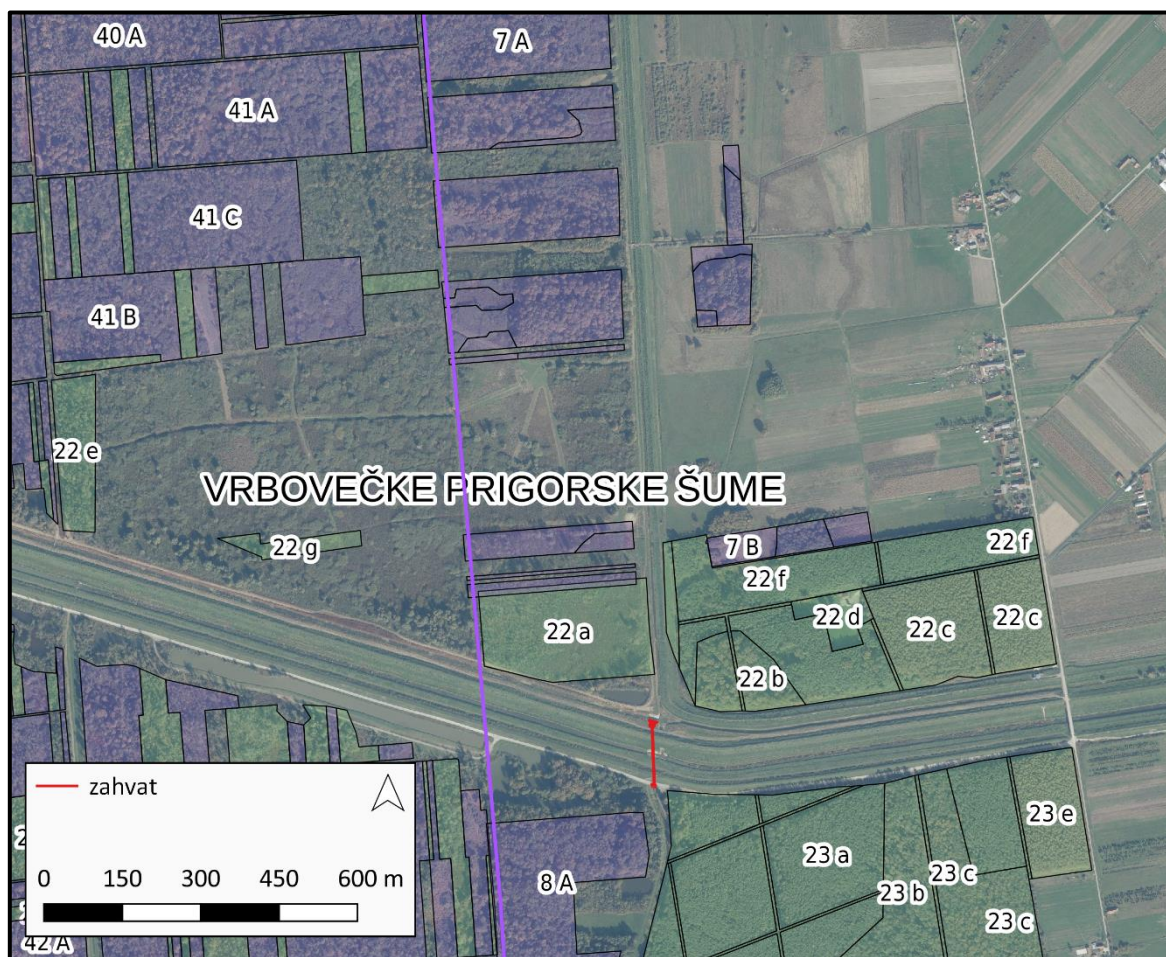 40 A
7 A
41 A
41 C
41 B
22 e
VRBOVEČKE PRIGORSKE ŠUME
22 g
7 B
22 f
22 f
22 a
22 d
22 c
22 c
22 b
zahvat
0 150 300 450 600 m
23 e
23 a
8 A
23 b
23 c
23 c
42 A